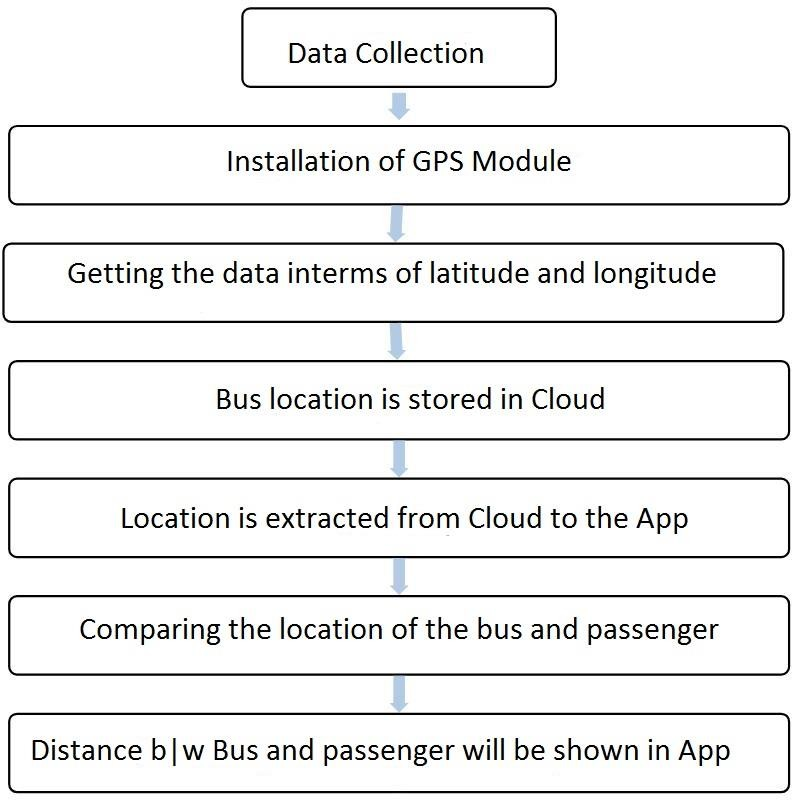 Data Collection
Installation of GPS Module
Getting the data interms of latitude and longitude
Bus location is stored in Cloud
Location is extracted from Cloud to the App
Comparing the location of the bus and passenger
Distance b|w Bus and passenger will be shown in App